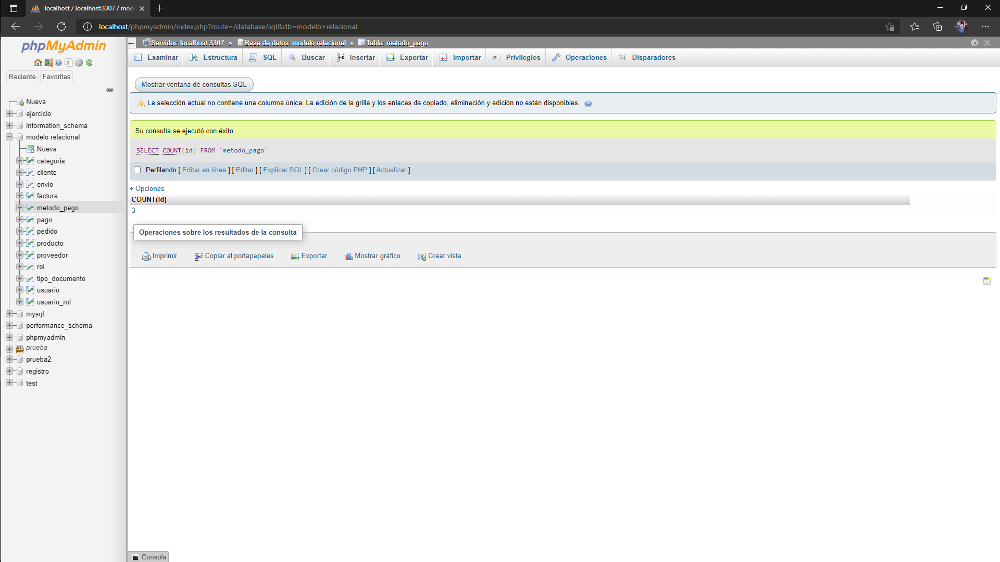 localhost / localhost:3307 / mod
localhost/phpmyadmin/index.php?route=/database/sql&db=modelo+relacional
phpMyAdmin
Reciente
Favoritas
Nueva
ejercicio
information_schema
modelo relacional
Nueva
categoria
cliente
envio
factura
metodo_pago
pago
pedido
producto
proveedor
rol
tipo_documento
usuario
usuario_rol
mysql
performance_schema
phpmyadmin
prueba
prueba2
registro
test
Servidor: localhost:3307 » Base de datos: modelo relacional » Tabla: metodo_pago
Examinar Estructura SQL Buscar Insertar Exportar Importar Privilegios Operaciones Disparadores
Mostrar ventana de consultas SQL
La selección actual no contiene una columna única. La edición de la grilla y los enlaces de copiado, eliminación y edición no están disponibles.
Su consulta se ejecutó con éxito.
SELECT COUNT(id) FROM `metodo_pago`
Perfilando [ Editar en línea ] [ Editar ] [ Explicar SQL ] [ Crear código PHP ] [ Actualizar ]
+ Opciones
COUNT(id)
3
Operaciones sobre los resultados de la consulta
Imprimir Copiar al portapapeles Exportar Mostrar gráfico Crear vista
Consola